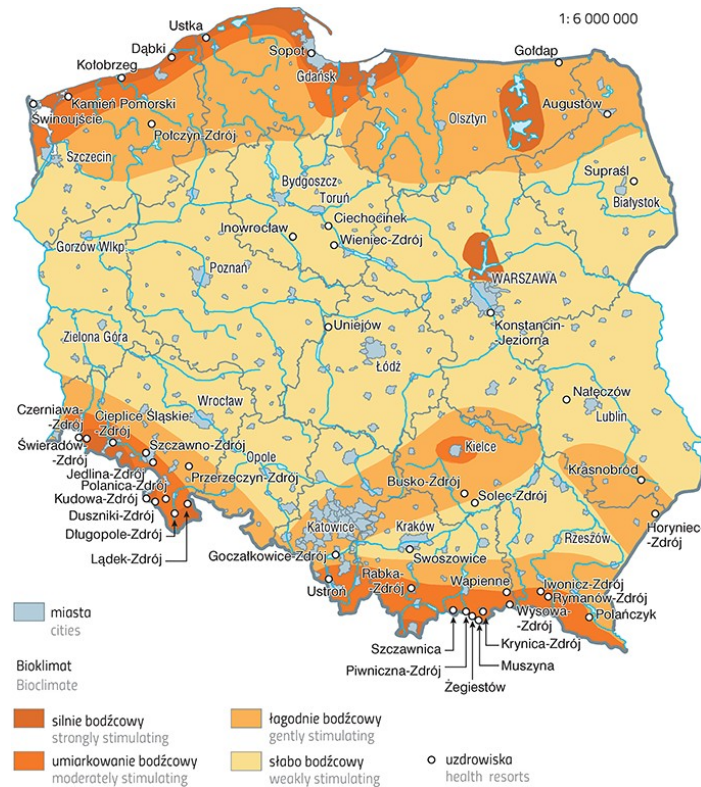 1: 6 000 000
Ustka
Dąbki
Sopot
Gołdap
Kołobrzeg
Gdańsk
Kamień Pomorski
Augustów
Świnoujście
Olsztyn
Połczyn-Zdrój
Szczecin
Supraśl
Bydgoszcz
Białystok
Toruń
Ciechocinek
Inowrocław
Wieniec-Zdrój
Gorzów Wlkp.
Poznań
WARSZAWA
Uniejów
Konstancin-
Jeziorna
Zielona Góra
Łódź
Nałęczów
Lublin
Czerniawa-
-Zdrój
Cieplice Śląskie-
-Zdrój
Wrocław
Świeradów-
-Zdrój
Szczawno-Zdrój
Kielce
Opole
Jedlina-Zdrój
Przerzeczyn-Zdrój
Krasnobród
Polanica-Zdrój
Busko-Zdrój
Kudowa-Zdrój
Solec-Zdrój
Duszniki-Zdrój
Katowice
Kraków
Horyniec
-Zdrój
Długopole-Zdrój
Rzeszów
Lądek-Zdrój
Goczałkowice-Zdrój
Swoszowice
Ustroń
Rabka-
-Zdrój
Wapienne
Iwonicz-Zdrój
Rymanów-Zdrój
Wysowa-
-Zdrój
Polańczyk
Szczawnica
Krynica-Zdrój
Piwniczna-Zdrój
Muszyna
Żegiestów
miasta
cities
Bioklimat
Bioclimate
silnie bodźcowy
strongly stimulating
umiarkowanie bodźcowy
moderately stimulating
łagodnie bodźcowy
gently stimulating
słabo bodźcowy
weakly stimulating
uzdrowiska
health resorts